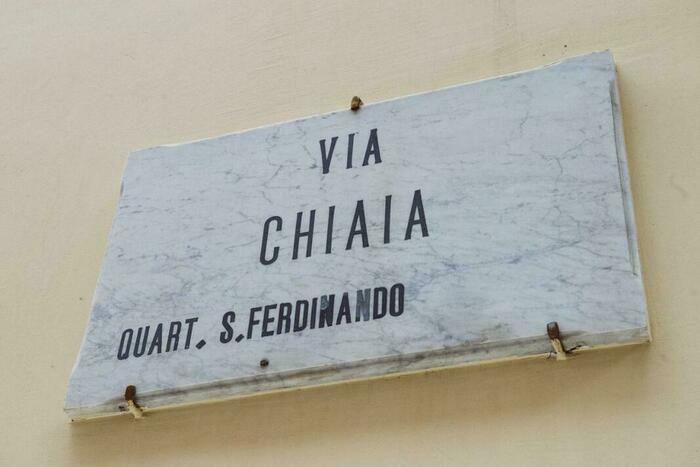 VIA
CHIAIA
QUART. S. FERDINANDO